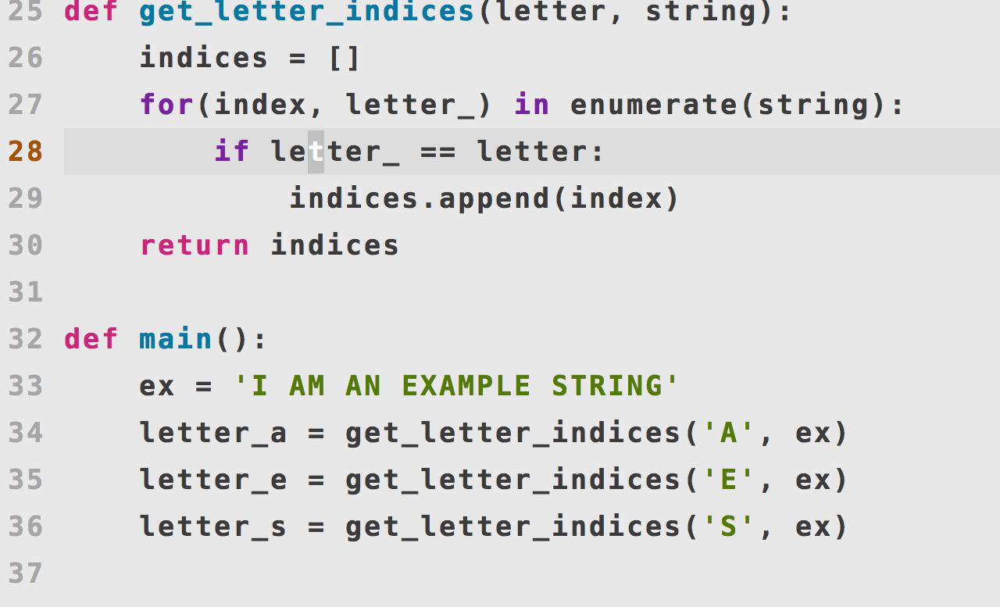 25 def get_letter_indices(letter, string):
26     indices = []
27     for(index, letter_) in enumerate(string):
28         if letter_ == letter:
29             indices.append(index)
30     return indices
31
32 def main():
33     ex = 'I AM AN EXAMPLE STRING'
34     letter_a = get_letter_indices('A', ex)
35     letter_e = get_letter_indices('E', ex)
36     letter_s = get_letter_indices('S', ex)
37